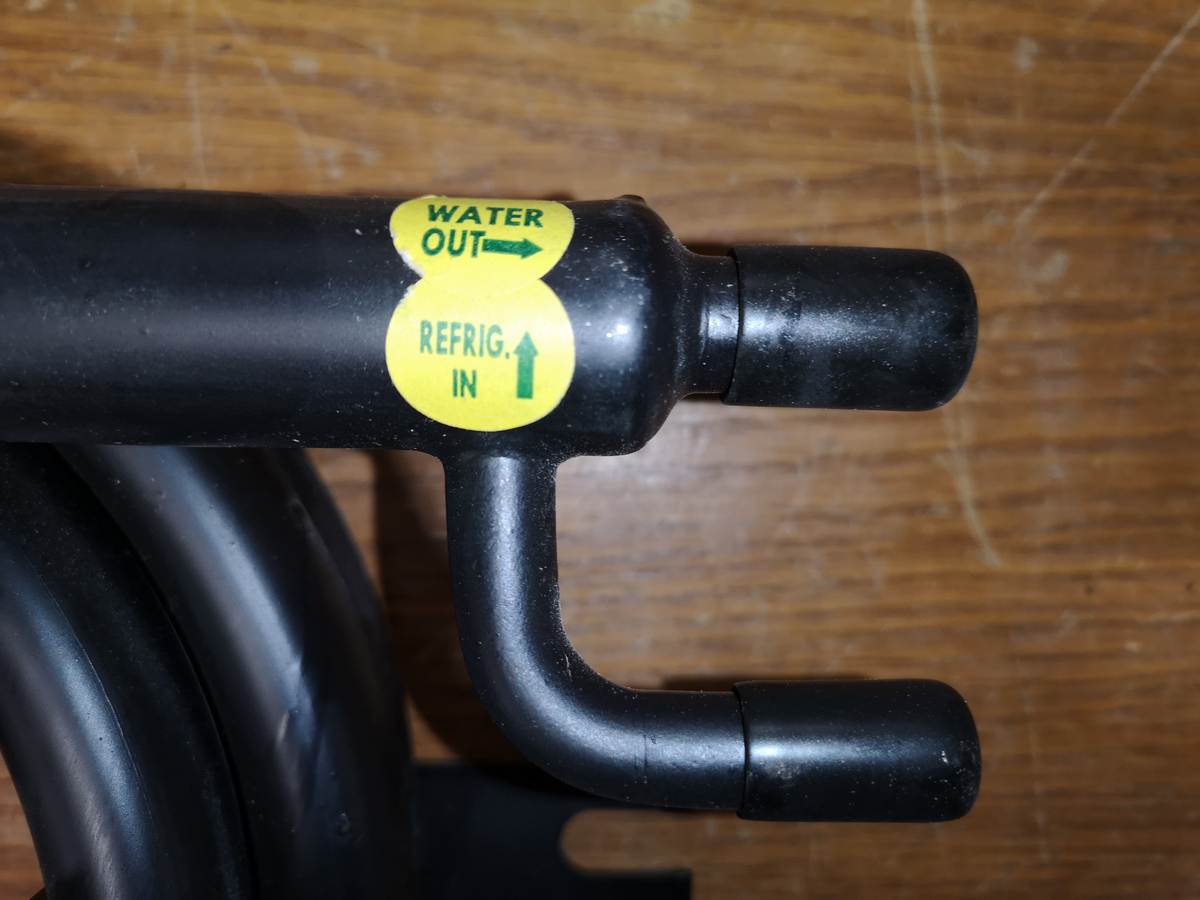 WATER
OUT
REFRIG.
IN